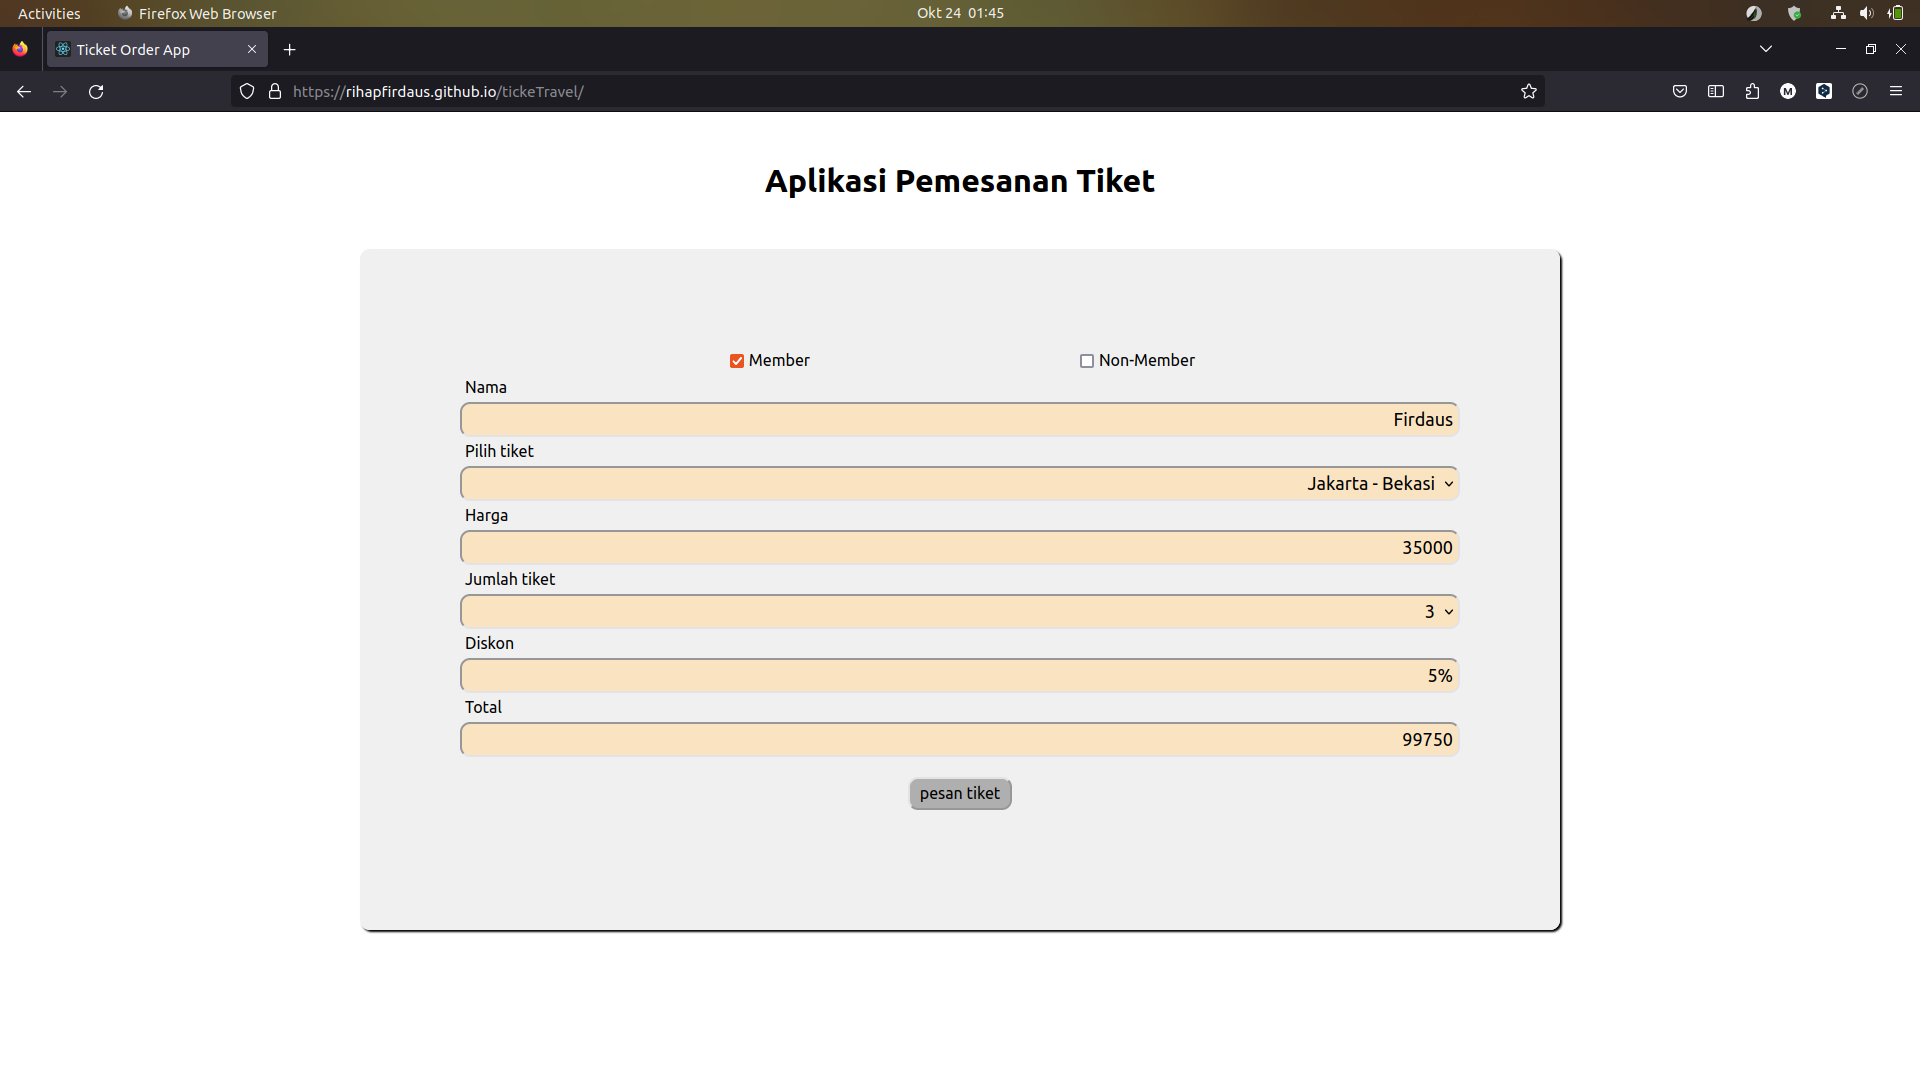 Activities Firefox Web Browser Okt 24 01:45
Ticket Order App
https://rihapfirdaus.github.io/tickeTravel/
M
Aplikasi Pemesanan Tiket
Member Non-Member
Nama
Firdaus
Pilih tiket
Jakarta - Bekasi
Harga
35000
Jumlah tiket
3
Diskon
5%
Total
99750
pesan tiket